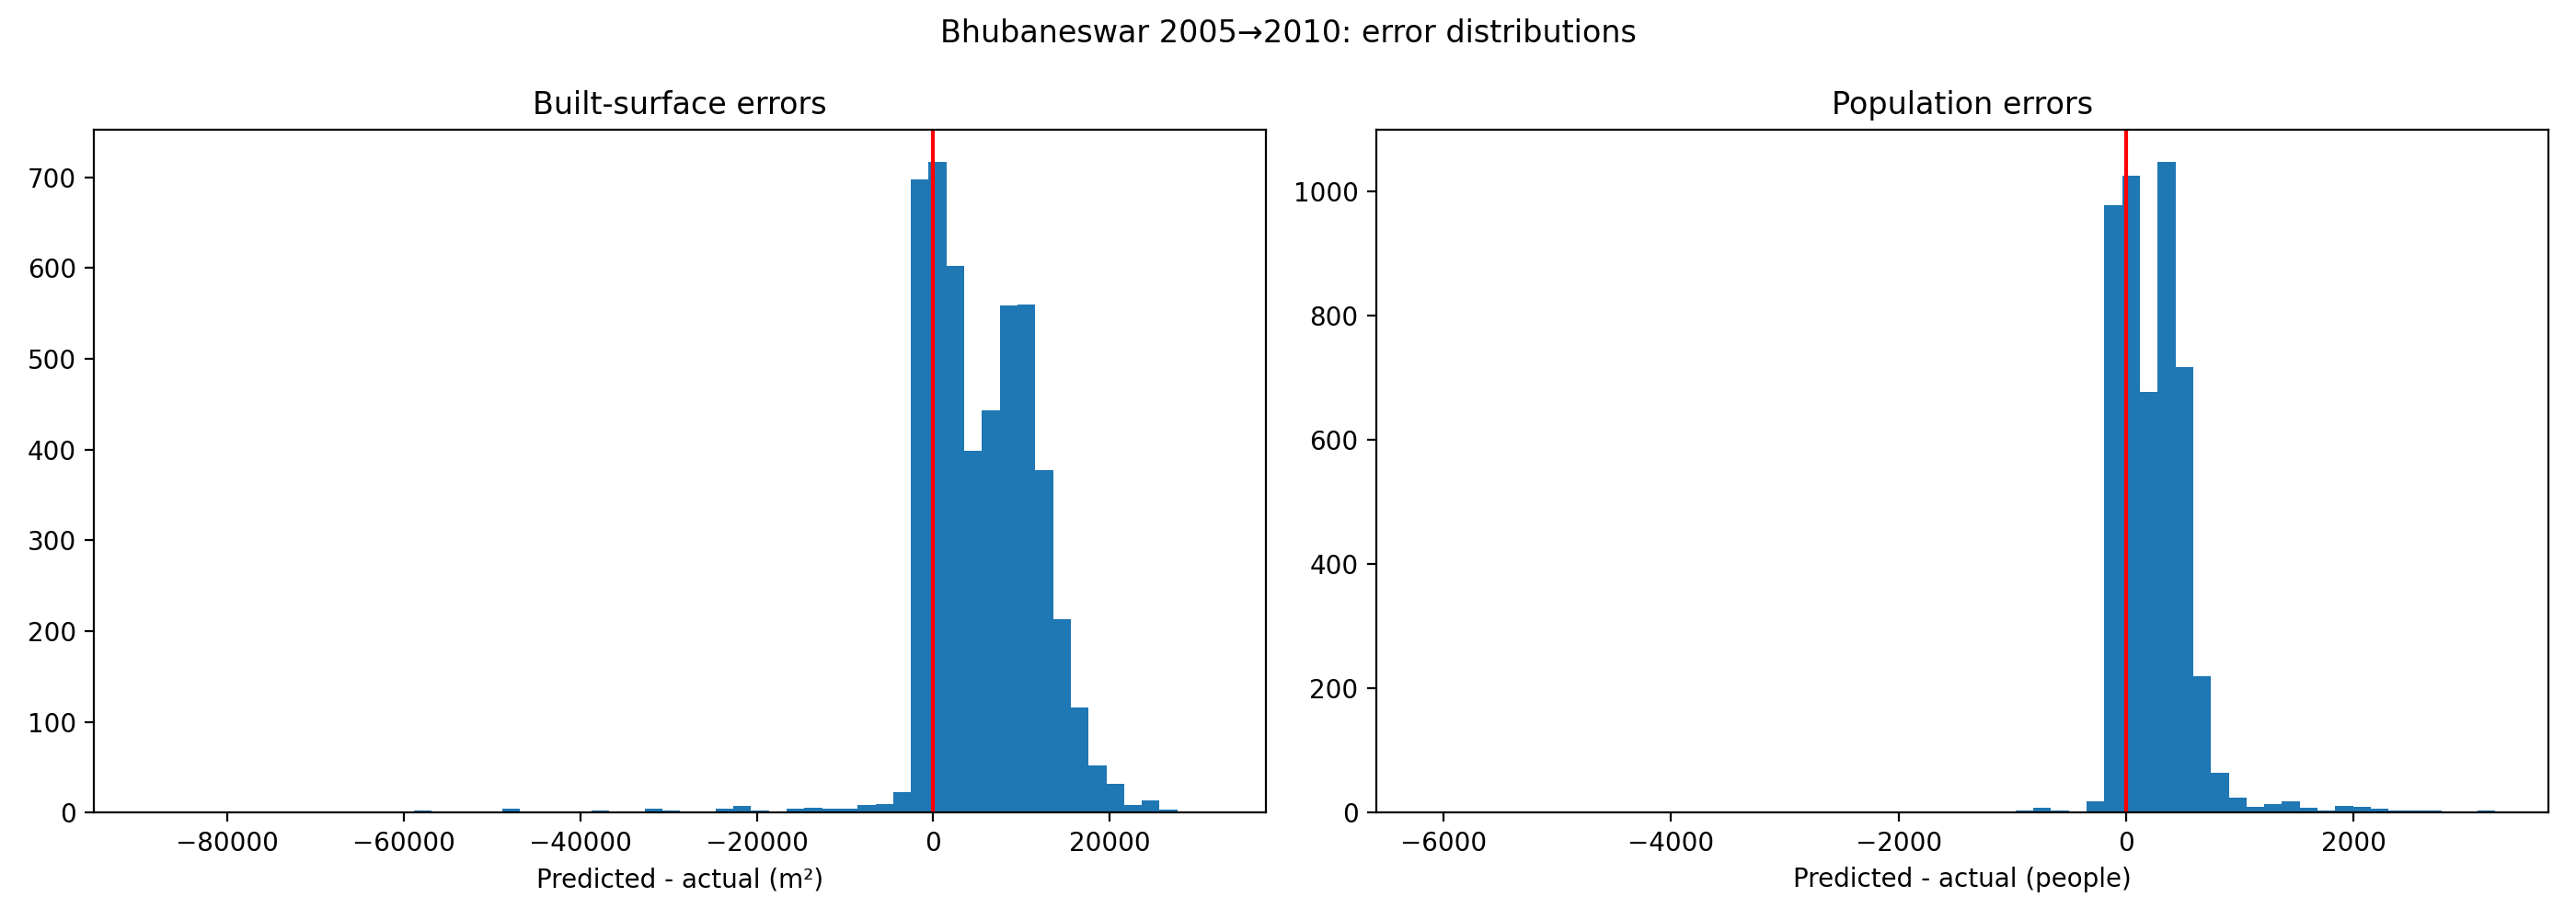 Bhubaneswar 2005→2010: error distributions
Built-surface errors
700
600
500
400
300
200
100
0
−80000 −60000 −40000 −20000 0 20000
Predicted - actual (m²)
Population errors
1000
800
600
400
200
0
−6000 −4000 −2000 0 2000
Predicted - actual (people)